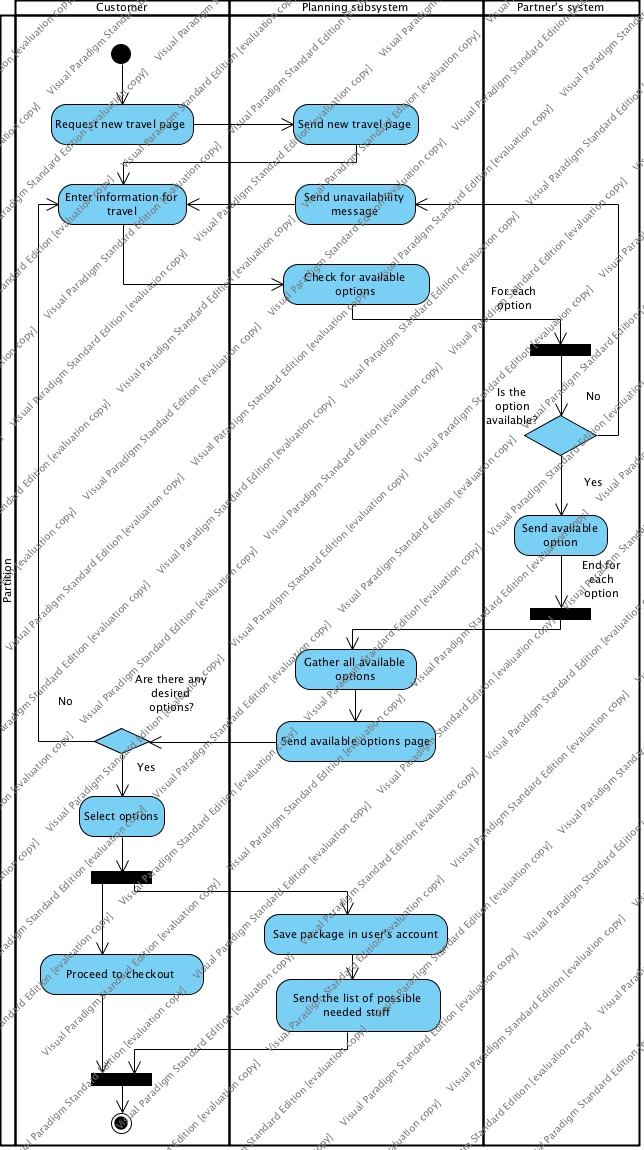 Customer
Planning subsystem
Partner's system
Request new travel page
Send new travel page
Enter information for
travel
Send unavailability
message
Check for available
options
For each
option
Is the
option
available?
No
Yes
Send available
option
End for
each
option
Partition
Gather all available
options
Are there any
desired
options?
No
Send available options page
Yes
Select options
Save package in user's account
Proceed to checkout
Send the list of possible
needed stuff
Visual Paradigm Standard Edition [evaluation copy]